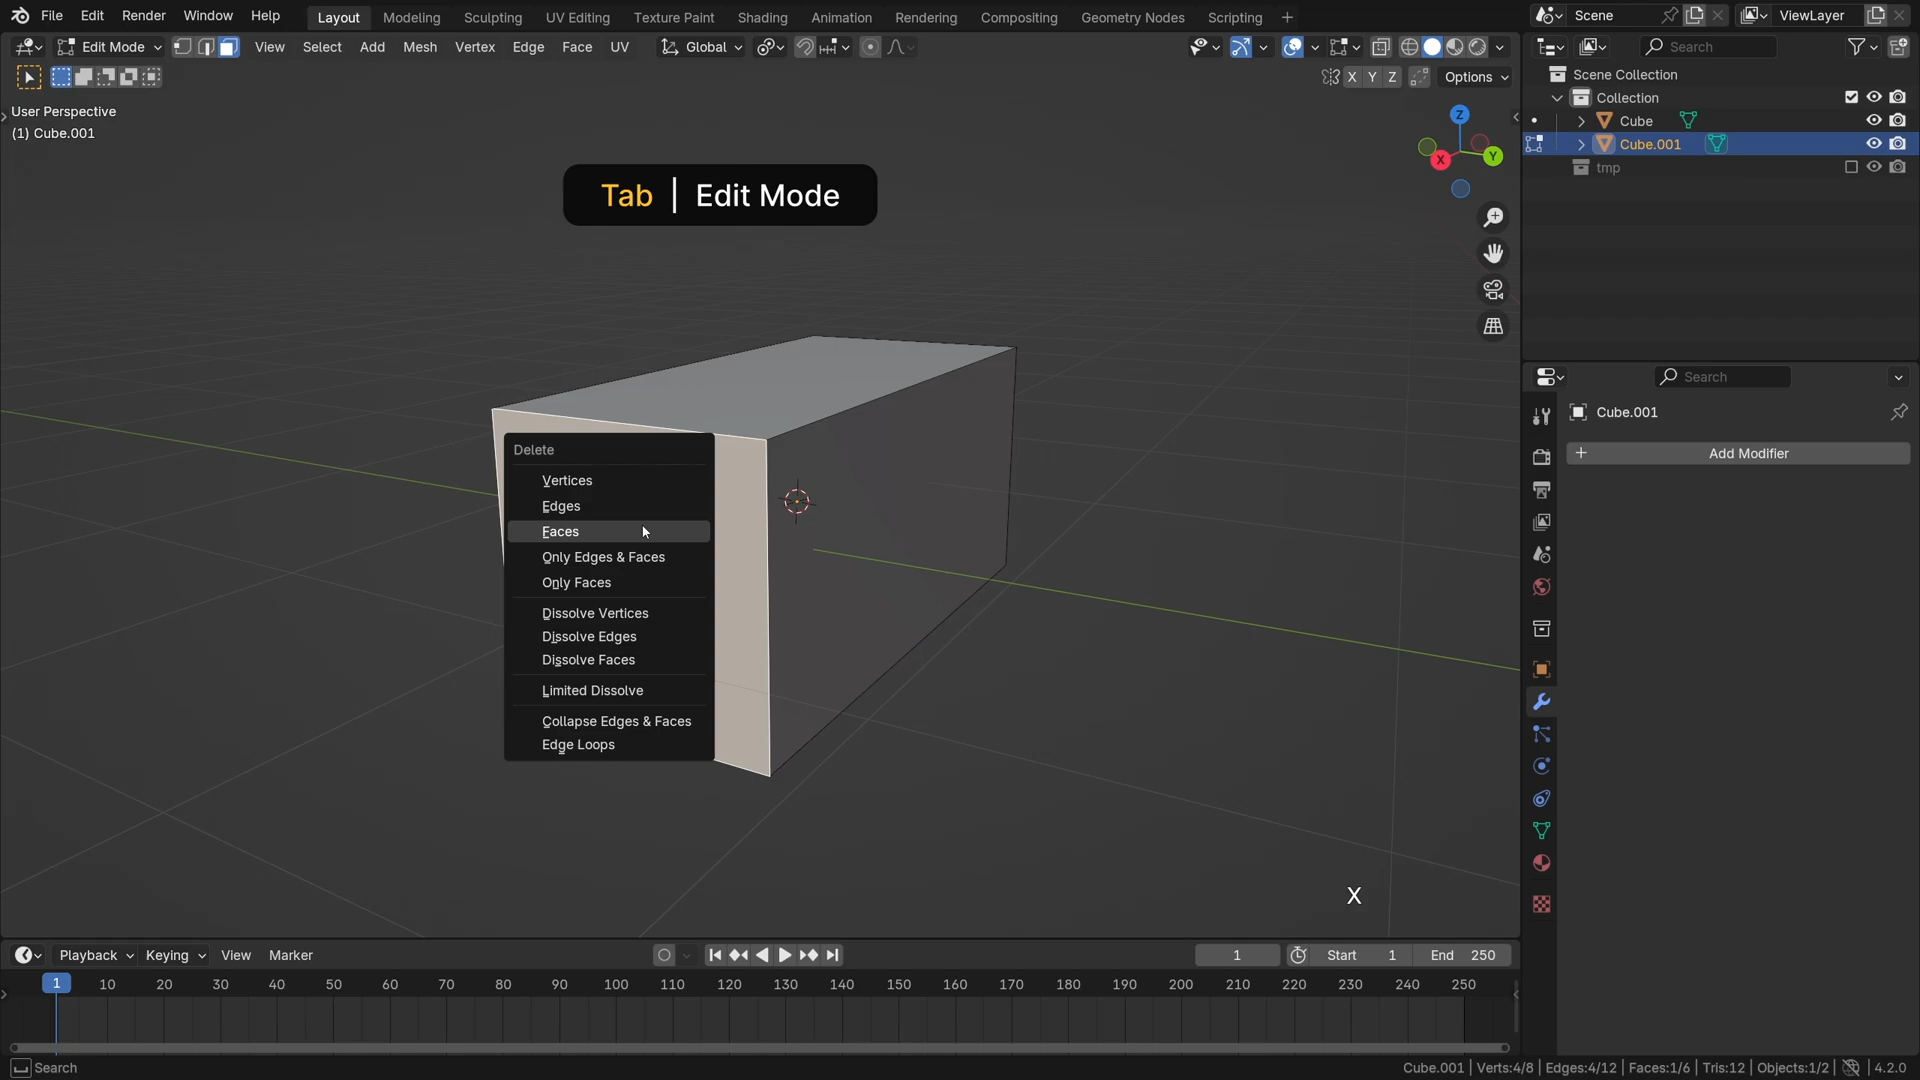 File Edit Render Window Help Layout Modeling Sculpting UV Editing Texture Paint Shading Animation Rendering Compositing Geometry Nodes Scripting + Scene ViewLayer
Edit Mode View Select Add Mesh Vertex Edge Face UV Global Search
X Y Z Options
Scene Collection
Collection
Cube
Cube.001
tmp
User Perspective
(1) Cube.001
Z
X
Y
Tab | Edit Mode
Delete
Vertices
Edges
Faces
Only Edges & Faces
Only Faces
Dissolve Vertices
Dissolve Edges
Dissolve Faces
Limited Dissolve
Collapse Edges & Faces
Edge Loops
X
Search
Cube.001
+ Add Modifier
Playback Keying View Marker 1 Start 1 End 250
1 10 20 30 40 50 60 70 80 90 100 110 120 130 140 150 160 170 180 190 200 210 220 230 240 250
Search Cube.001 | Verts:4/8 | Edges:4/12 | Faces:1/6 | Tris:12 | Objects:1/2 | 4.2.0